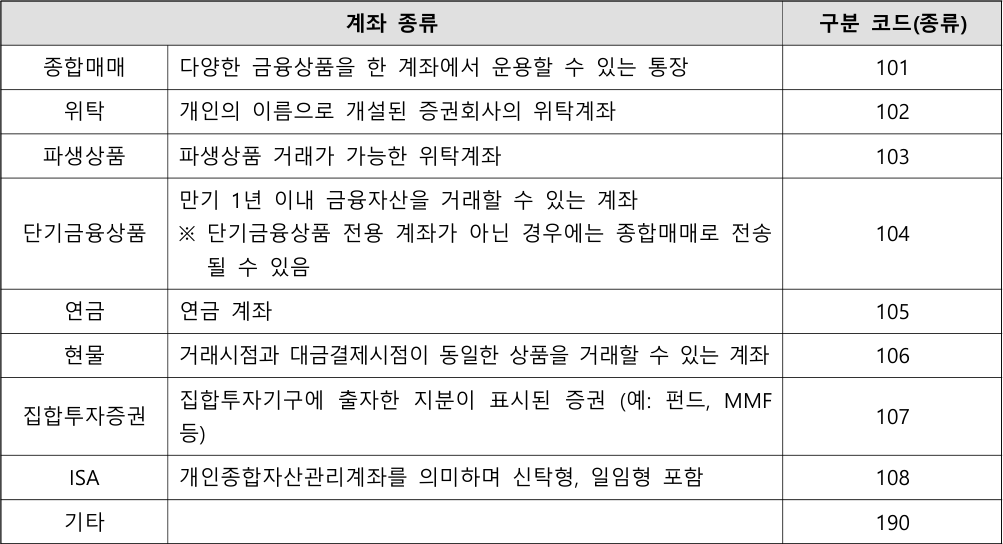 계좌 종류 구분 코드(종류)
종합매매 다양한 금융상품을 한 계좌에서 운용할 수 있는 통장 101
위탁 개인의 이름으로 개설된 증권회사의 위탁계좌 102
파생상품 파생상품 거래가 가능한 위탁계좌 103
만기 1년 이내 금융자산을 거래할 수 있는 계좌
단기금융상품 ※ 단기금융상품 전용 계좌가 아닌 경우에는 종합매매로 전송 104
될 수 있음
연금 연금 계좌 105
현물 거래시점과 대금결제시점이 동일한 상품을 거래할 수 있는 계좌 106
집합투자증권 집합투자기구에 출자한 지분이 표시된 증권 (예: 펀드, MMF 107
등)
ISA 개인종합자산관리계좌를 의미하며 신탁형, 일임형 포함 108
기타 190